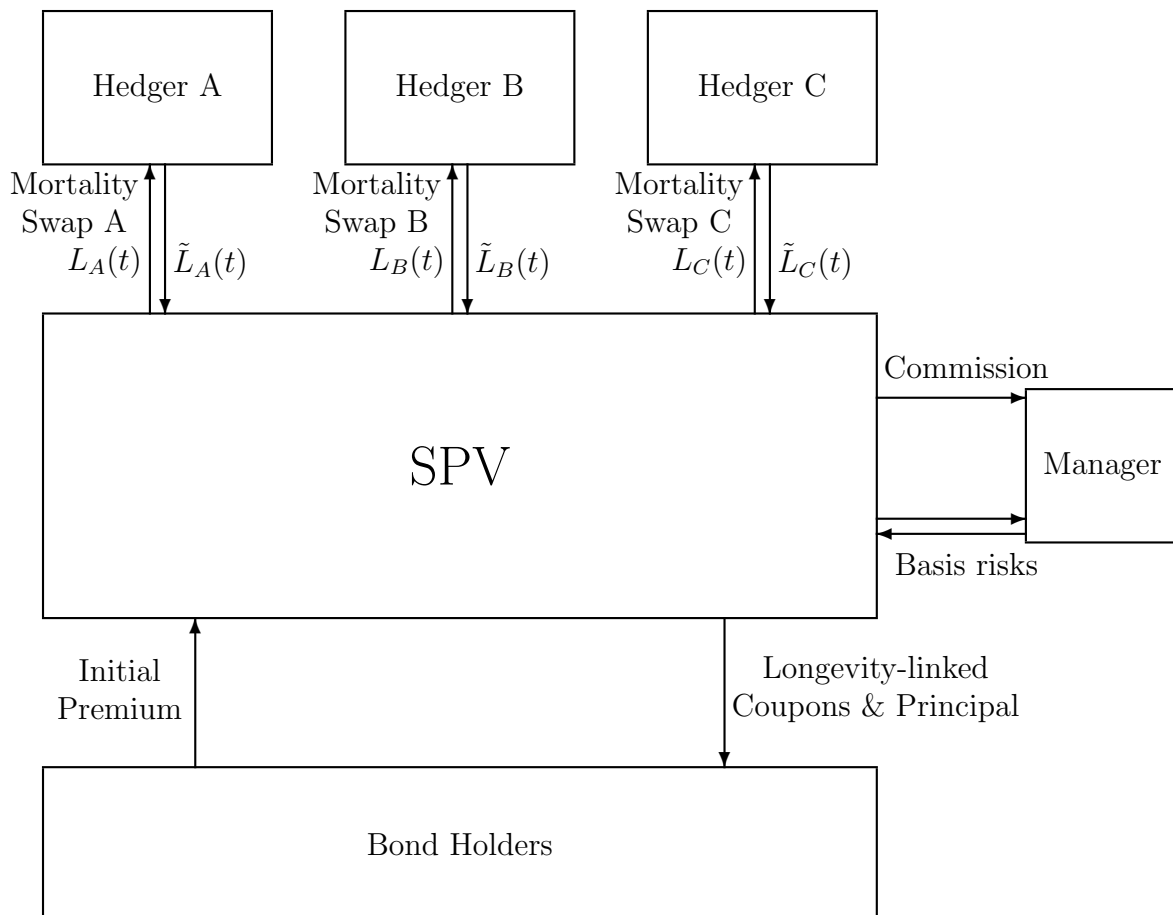 Hedger A
Hedger B
Hedger C
Mortality
Swap A
L_A(t)
L̃_A(t)
Mortality
Swap B
L_B(t)
L̃_B(t)
Mortality
Swap C
L_C(t)
L̃_C(t)
SPV
Commission
Manager
Basis risks
Initial
Premium
Longevity-linked
Coupons & Principal
Bond Holders